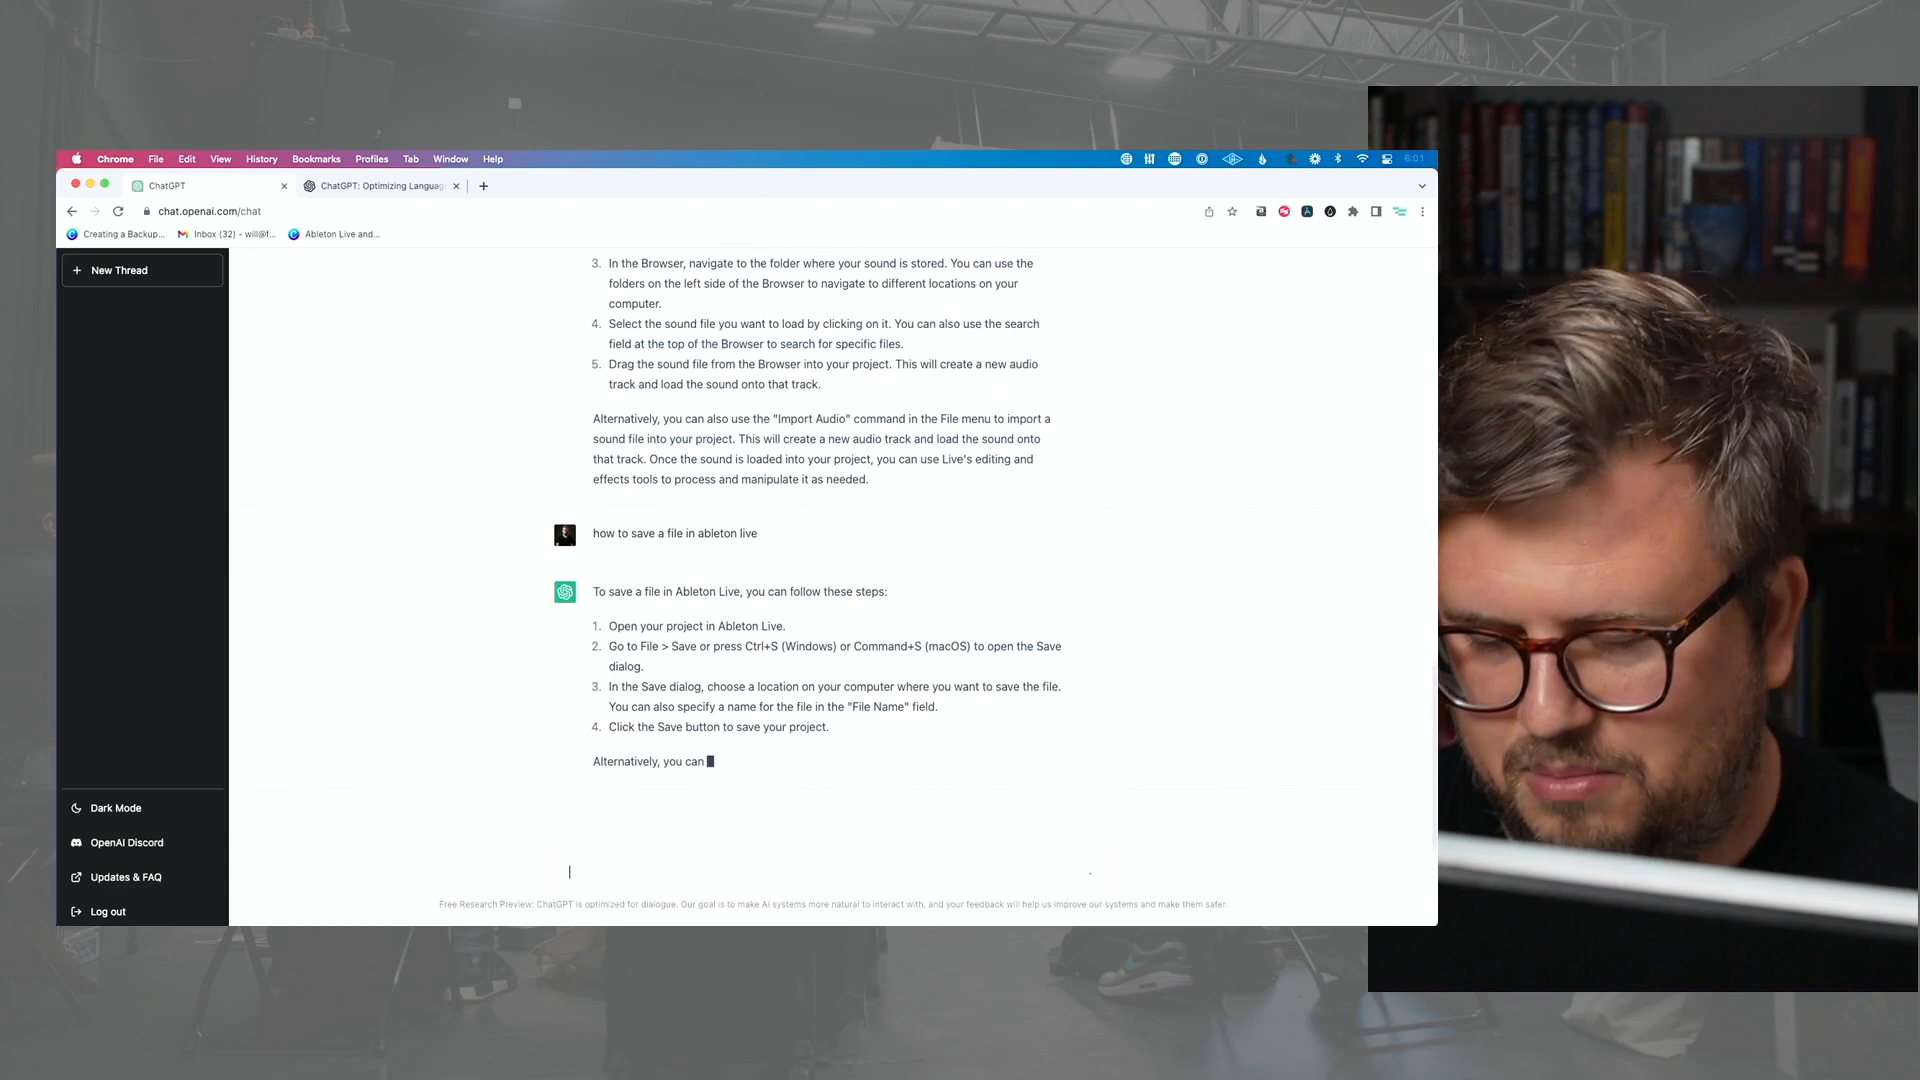 Chrome File Edit View History Bookmarks Profiles Tab Window Help 6:01
ChatGPT ChatGPT: Optimizing Languag
chat.openai.com/chat
Creating a Backup... Inbox (32) - will@f... Ableton Live and...
+ New Thread
3. In the Browser, navigate to the folder where your sound is stored. You can use the
folders on the left side of the Browser to navigate to different locations on your
computer.
4. Select the sound file you want to load by clicking on it. You can also use the search
field at the top of the Browser to search for specific files.
5. Drag the sound file from the Browser into your project. This will create a new audio
track and load the sound onto that track.
Alternatively, you can also use the "Import Audio" command in the File menu to import a
sound file into your project. This will create a new audio track and load the sound onto
that track. Once the sound is loaded into your project, you can use Live's editing and
effects tools to process and manipulate it as needed.
how to save a file in ableton live
To save a file in Ableton Live, you can follow these steps:
1. Open your project in Ableton Live.
2. Go to File > Save or press Ctrl+S (Windows) or Command+S (macOS) to open the Save
dialog.
3. In the Save dialog, choose a location on your computer where you want to save the file.
You can also specify a name for the file in the "File Name" field.
4. Click the Save button to save your project.
Alternatively, you can
Dark Mode
OpenAI Discord
Updates & FAQ
Log out
Free Research Preview: ChatGPT is optimized for dialogue. Our goal is to make AI systems more natural to interact with, and your feedback will help us improve our systems and make them safer.